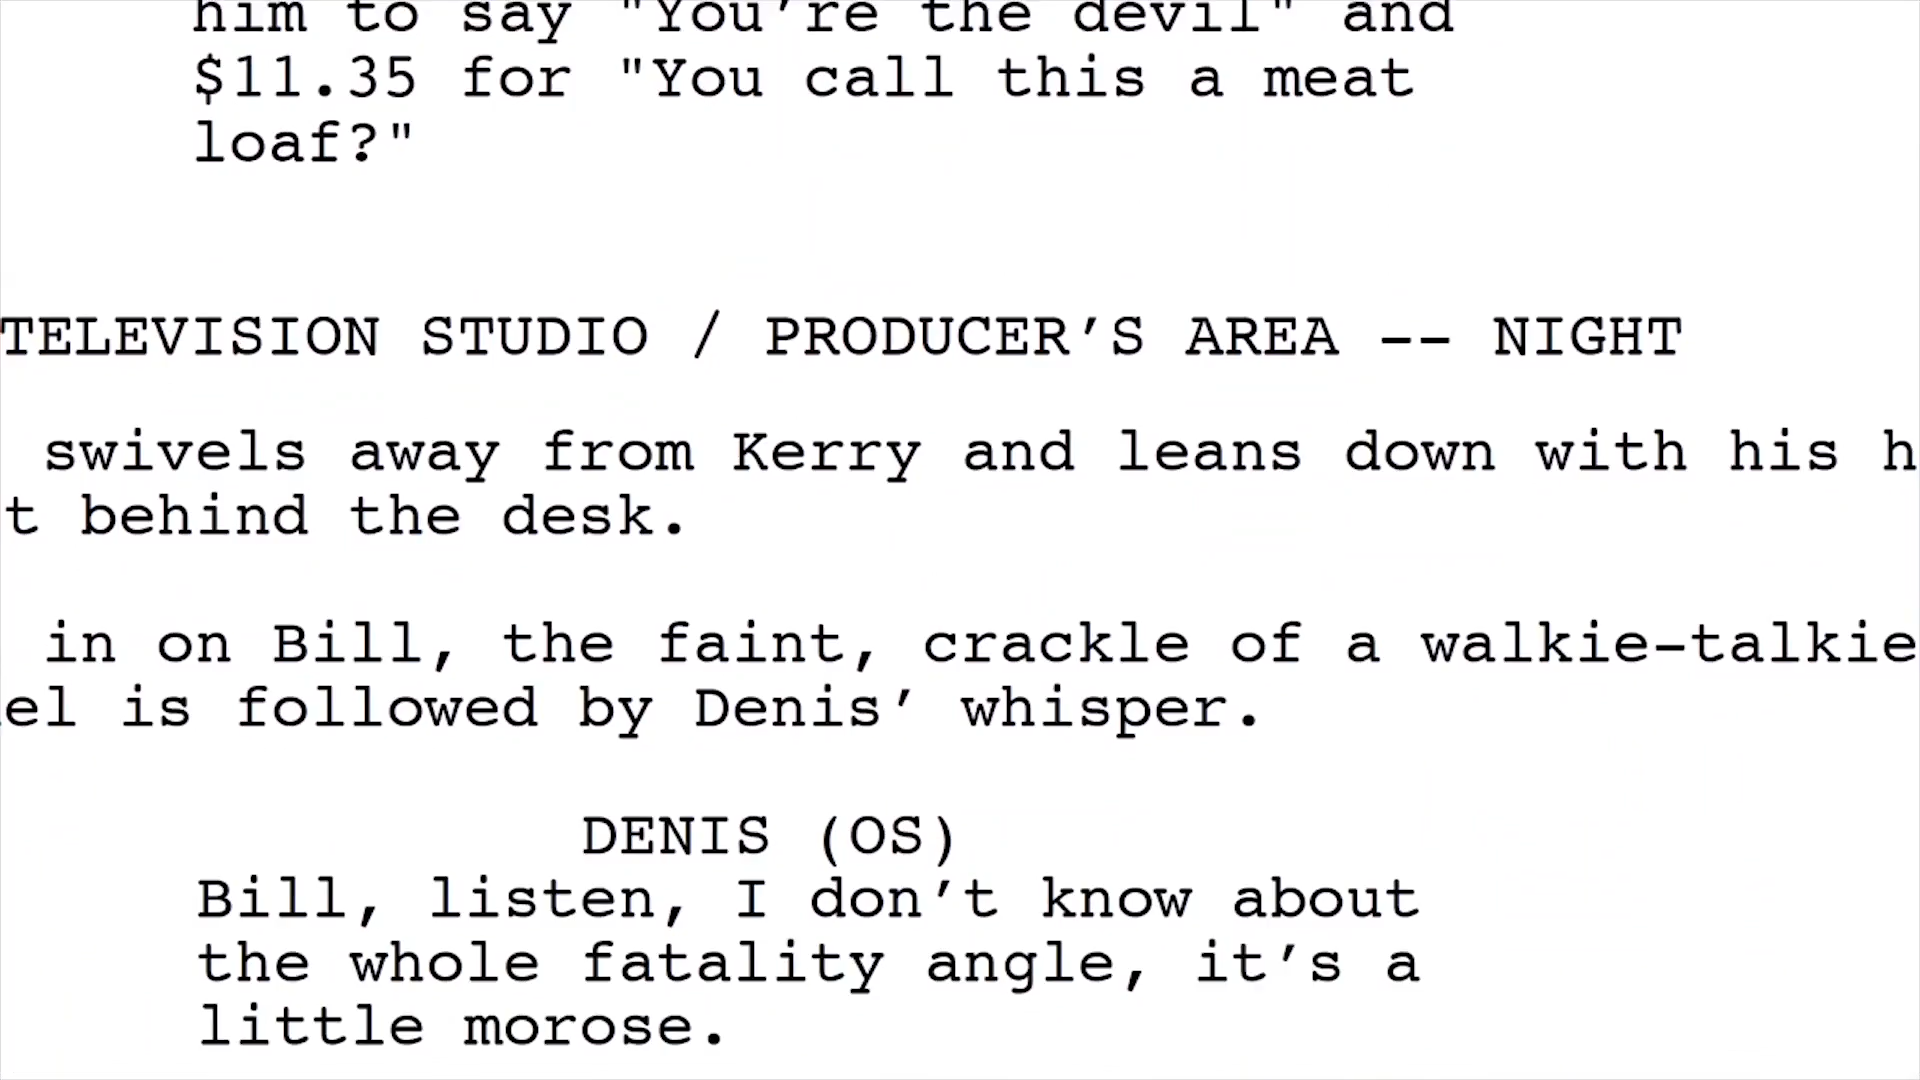 him to say "You're the devil" and
$11.35 for "You call this a meat
loaf?"
TELEVISION STUDIO / PRODUCER'S AREA -- NIGHT
swivels away from Kerry and leans down with his h
t behind the desk.
in on Bill, the faint, crackle of a walkie-talkie
el is followed by Denis' whisper.
DENIS (OS)
Bill, listen, I don't know about
the whole fatality angle, it's a
little morose.